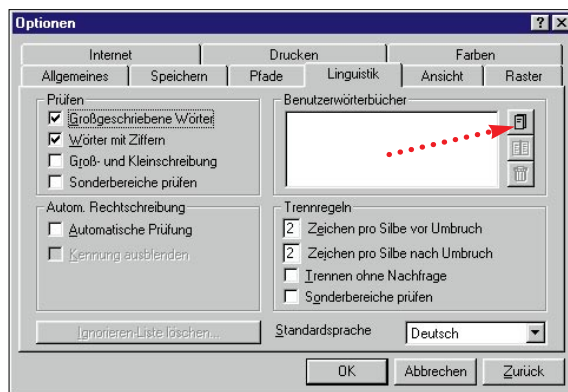 Optionen
Internet Drucken Farben
Allgemeines Speichern Pfade Linguistik Ansicht Raster
Prüfen
Großgeschriebene Wörter
Wörter mit Ziffern
Groß- und Kleinschreibung
Sonderbereiche prüfen
Benutzerwörterbücher
Autom. Rechtschreibung
Automatische Prüfung
Kennung ausblenden
Trennregeln
2 Zeichen pro Silbe vor Umbruch
2 Zeichen pro Silbe nach Umbruch
Trennen ohne Nachfrage
Sonderbereiche prüfen
Ignorieren-Liste löschen...
Standardsprache Deutsch
OK Abbrechen Zurück